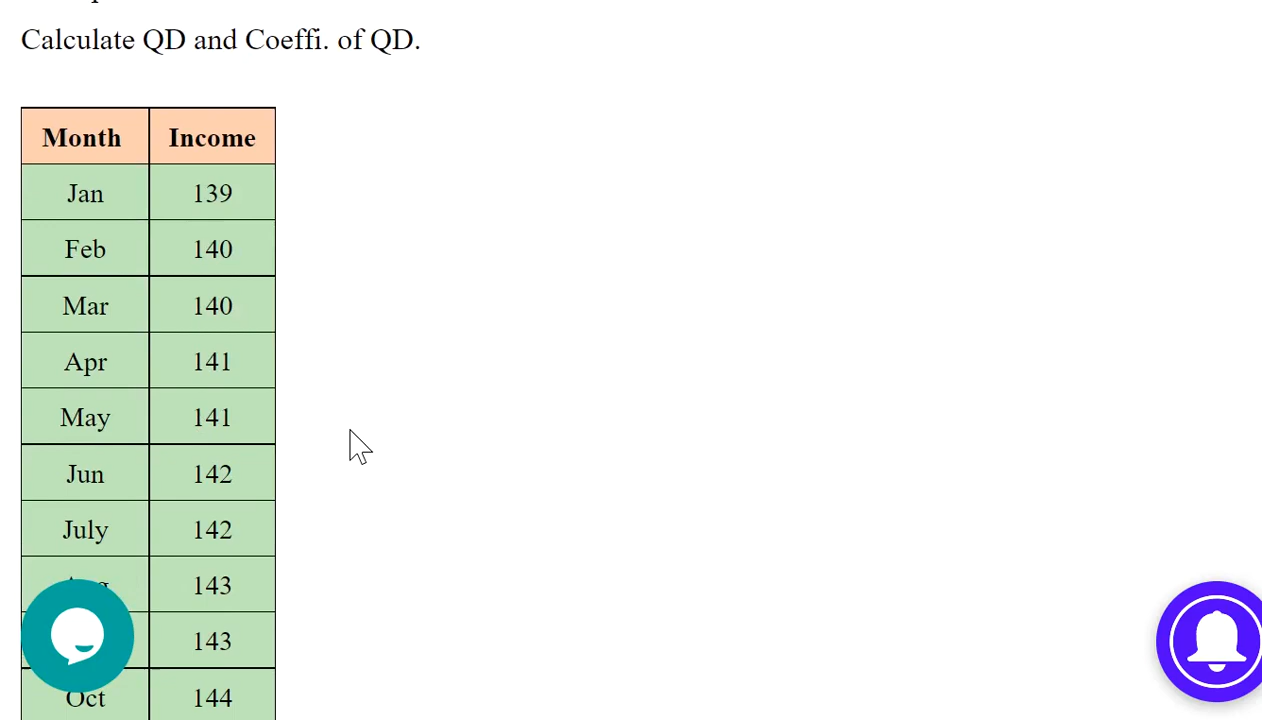 Calculate QD and Coeffi. of QD.
Month Income
Jan 139
Feb 140
Mar 140
Apr 141
May 141
Jun 142
July 142
143
143
Oct 144